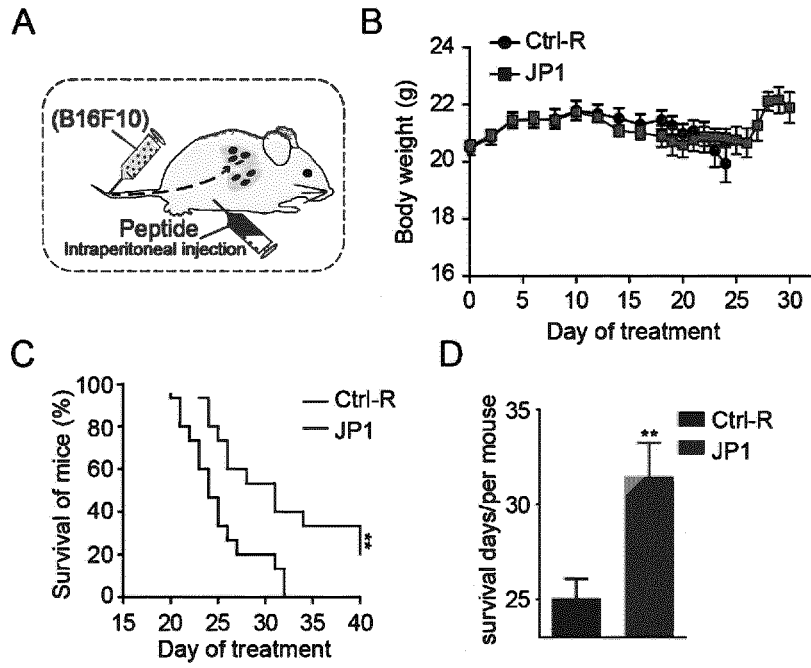 A
(B16F10)
Peptide
Intraperitoneal injection
B
Ctrl-R
JP1
Body weight (g)
24
22
20
18
16
0 5 10 15 20 25 30
Day of treatment
C
Ctrl-R
JP1
Survival of mice (%)
100
80
60
40
20
0
**
15 20 25 30 35 40
Day of treatment
D
Ctrl-R
JP1
survival days/per mouse
35
30
25
**